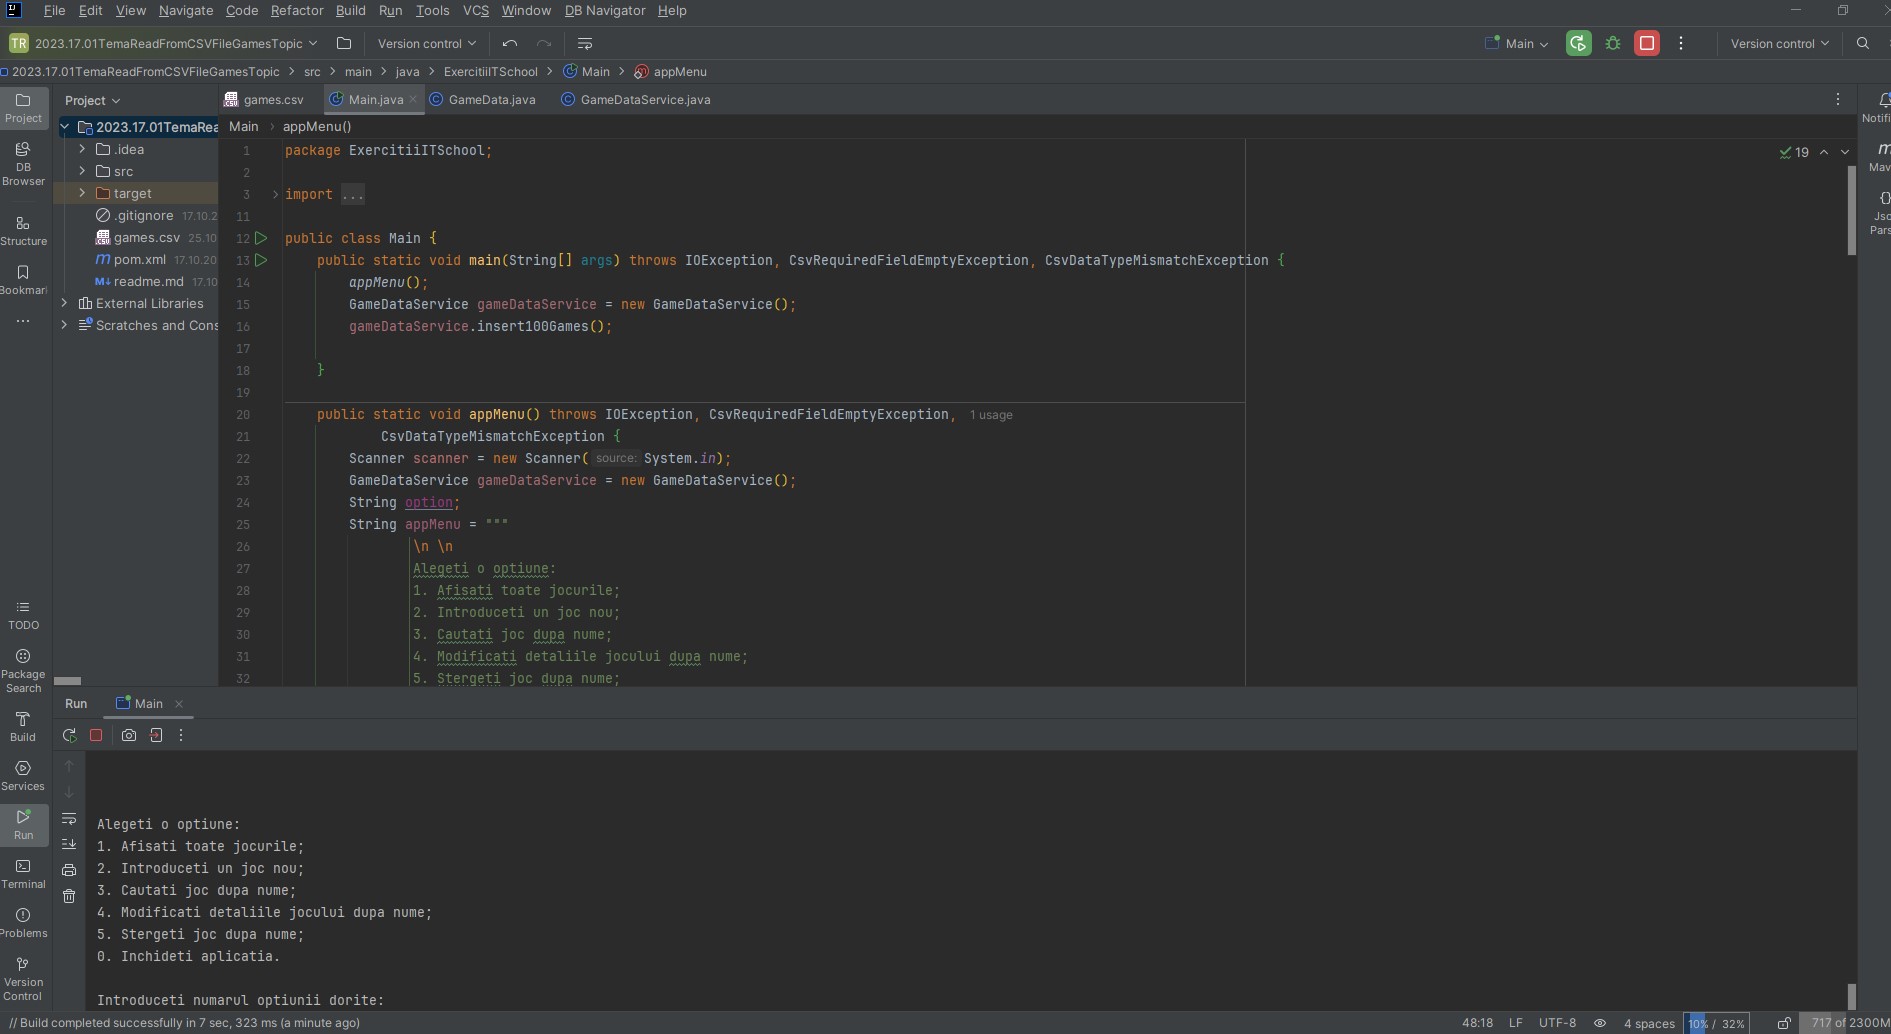 File Edit View Navigate Code Refactor Build Run Tools VCS Window DB Navigator Help
TR 2023.17.01TemaReadFromCSVFileGamesTopic Version control Main Version control
2023.17.01TemaReadFromCSVFileGamesTopic > src > main > java > ExercitiiITSchool > Main > appMenu
Project
games.csv Main.java GameData.java GameDataService.java
Main > appMenu()
Project
DB Browser
Structure
Bookmar
...
TODO
Package Search
Build
Services
Run
Terminal
Problems
Version Control
2023.17.01TemaRea
.idea
src
target
.gitignore 17.10.2
games.csv 25.10
pom.xml 17.10.20
readme.md 17.10
External Libraries
Scratches and Cons
19
Notifi
Mav
Jsc
Pars
1 package ExercitiiITSchool;
2
3 import ...
11
12 public class Main {
13 public static void main(String[] args) throws IOException, CsvRequiredFieldEmptyException, CsvDataTypeMismatchException {
14 appMenu();
15 GameDataService gameDataService = new GameDataService();
16 gameDataService.insert100Games();
17
18 }
19
20 public static void appMenu() throws IOException, CsvRequiredFieldEmptyException, 1 usage
21 CsvDataTypeMismatchException {
22 Scanner scanner = new Scanner( source: System.in);
23 GameDataService gameDataService = new GameDataService();
24 String option;
25 String appMenu = """
26 \n \n
27 Alegeti o optiune:
28 1. Afisati toate jocurile;
29 2. Introduceti un joc nou;
30 3. Cautati joc dupa nume;
31 4. Modificati detaliile jocului dupa nume;
32 5. Stergeti joc dupa nume;
Run Main
Alegeti o optiune:
1. Afisati toate jocurile;
2. Introduceti un joc nou;
3. Cautati joc dupa nume;
4. Modificati detaliile jocului dupa nume;
5. Stergeti joc dupa nume;
0. Inchideti aplicatia.
Introduceti numarul optiunii dorite:
// Build completed successfully in 7 sec, 323 ms (a minute ago) 48:18 LF UTF-8 4 spaces 10% / 32% 717 of 2300M